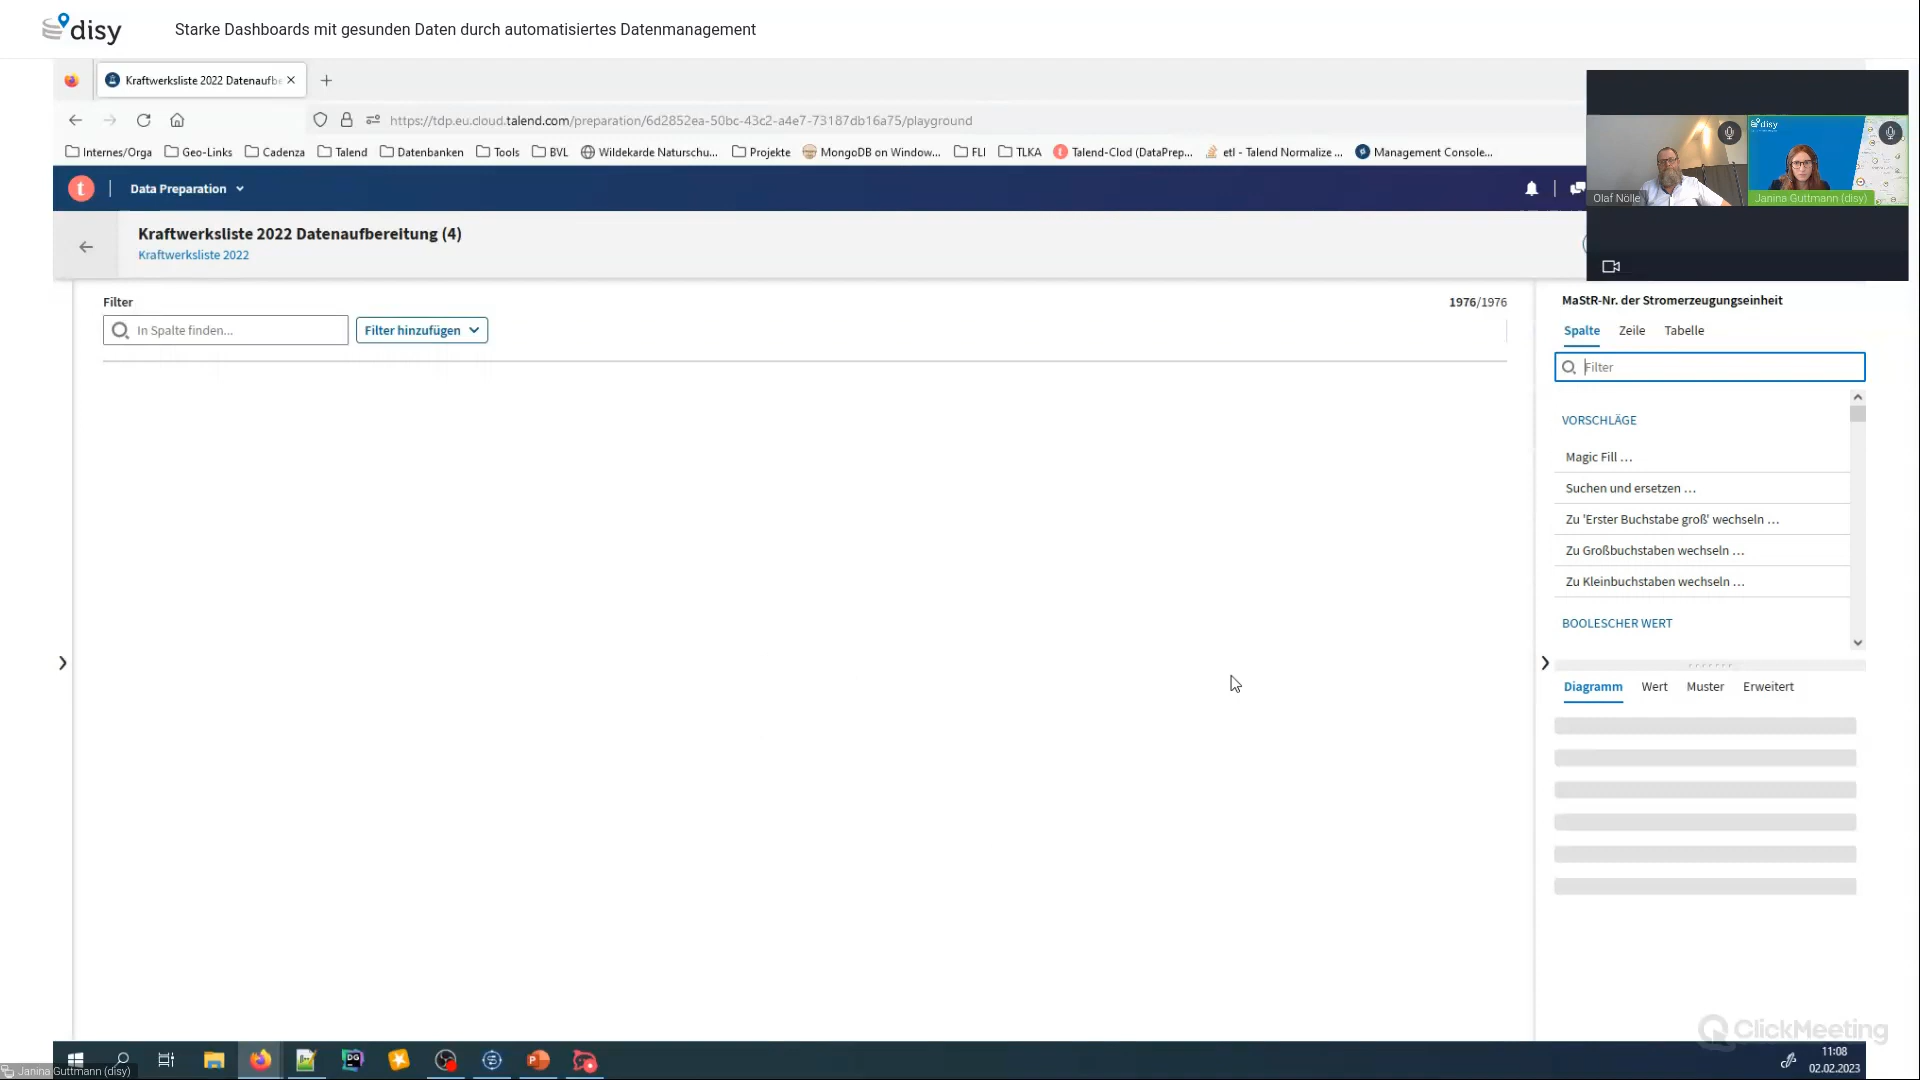 disy
Starke Dashboards mit gesunden Daten durch automatisiertes Datenmanagement
Kraftwerksliste 2022 Datenaufbe
https://tdp.eu.cloud.talend.com/preparation/6d2852ea-50bc-43c2-a4e7-73187db16a75/playground
Internes/Orga Geo-Links Cadenza Talend Datenbanken Tools BVL Wildekarde Naturschu... Projekte MongoDB on Window... FLI TLKA Talend-Clod (DataPrep... etl - Talend Normalize ... Management Console...
Data Preparation
disy
Olaf Nölle
Janina Guttmann (disy)
Kraftwerksliste 2022 Datenaufbereitung (4)
Kraftwerksliste 2022
Filter
1976/1976
In Spalte finden...
Filter hinzufügen
MaStR-Nr. der Stromerzeugungseinheit
Spalte Zeile Tabelle
Filter
VORSCHLÄGE
Magic Fill ...
Suchen und ersetzen ...
Zu 'Erster Buchstabe groß' wechseln ...
Zu Großbuchstaben wechseln ...
Zu Kleinbuchstaben wechseln ...
BOOLESCHER WERT
Diagramm Wert Muster Erweitert
ClickMeeting
11:08
02.02.2023
Janina Guttmann (disy)